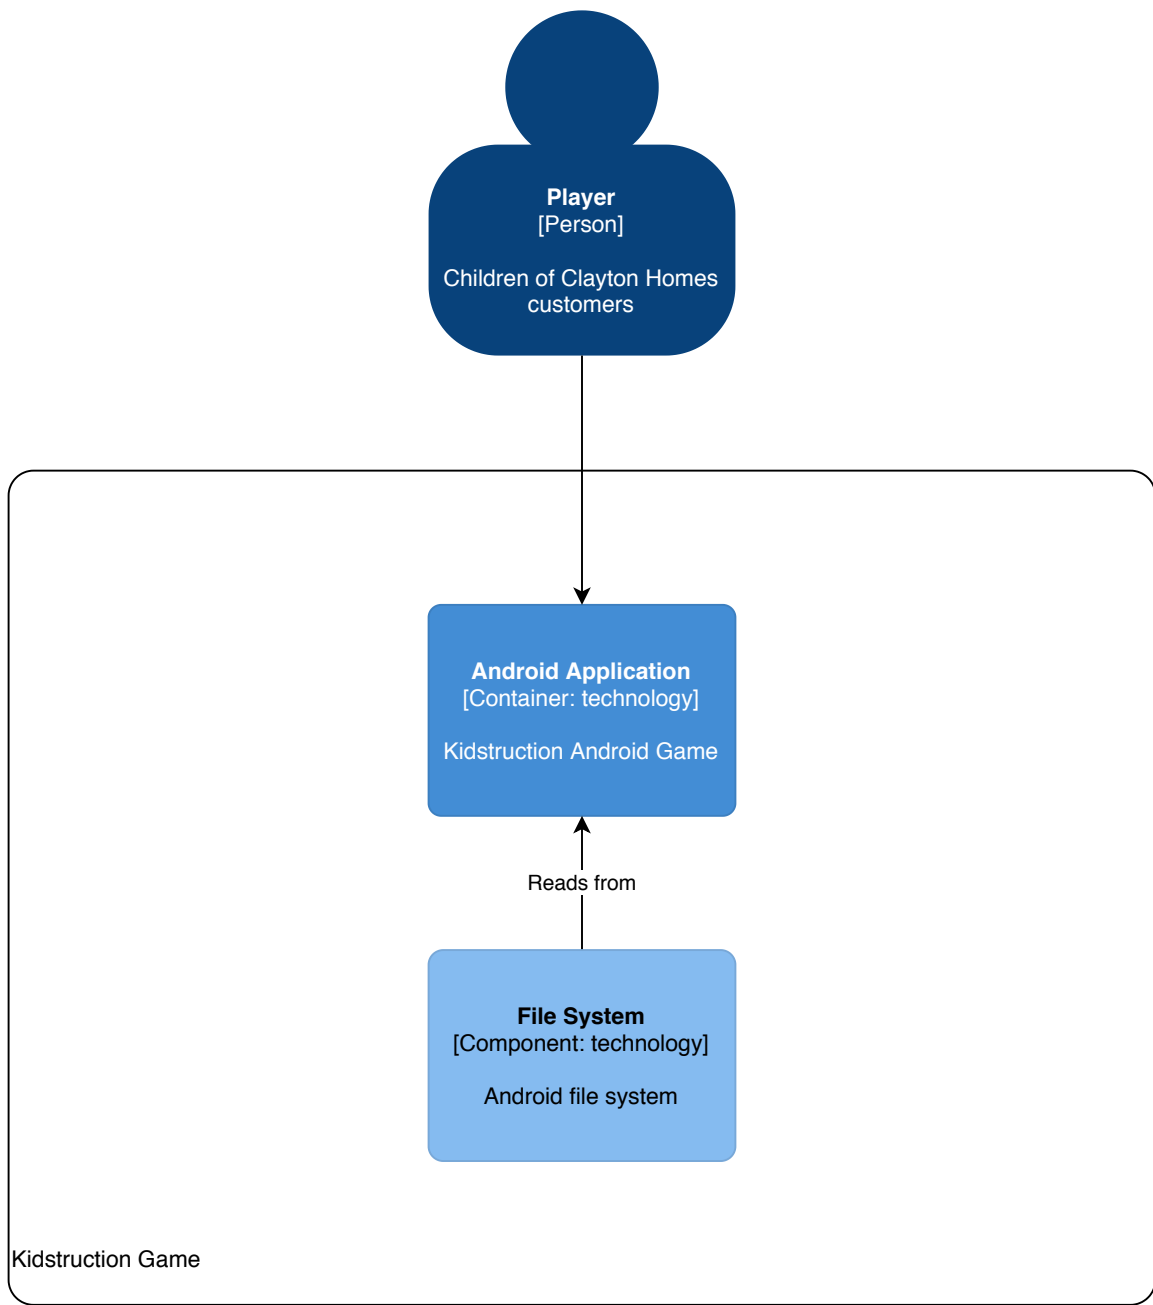 Player
[Person]
Children of Clayton Homes
customers
Android Application
[Container: technology]
Kidstruction Android Game
Reads from
File System
[Component: technology]
Android file system
Kidstruction Game